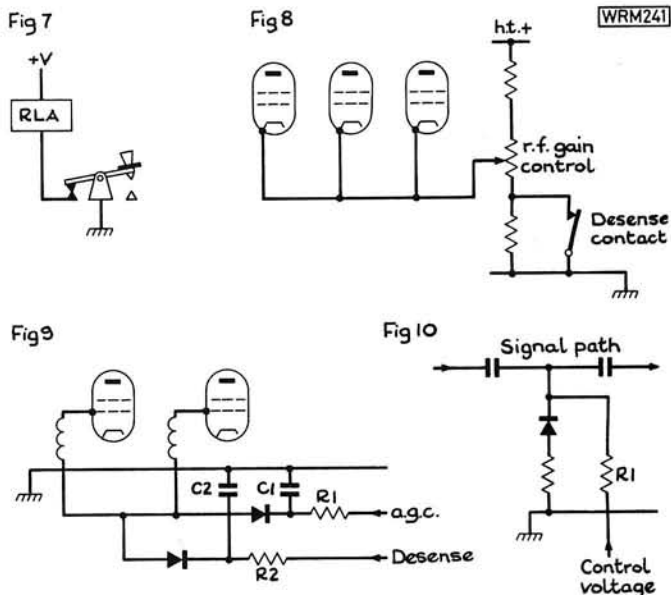 Fig 7
+V
RLA
Fig 8
WRM241
h.t.+
r.f. gain
control
Desense
contact
Fig 9
C2
C1
R1
a.g.c.
R2
Desense
Fig 10
Signal path
R1
Control
voltage